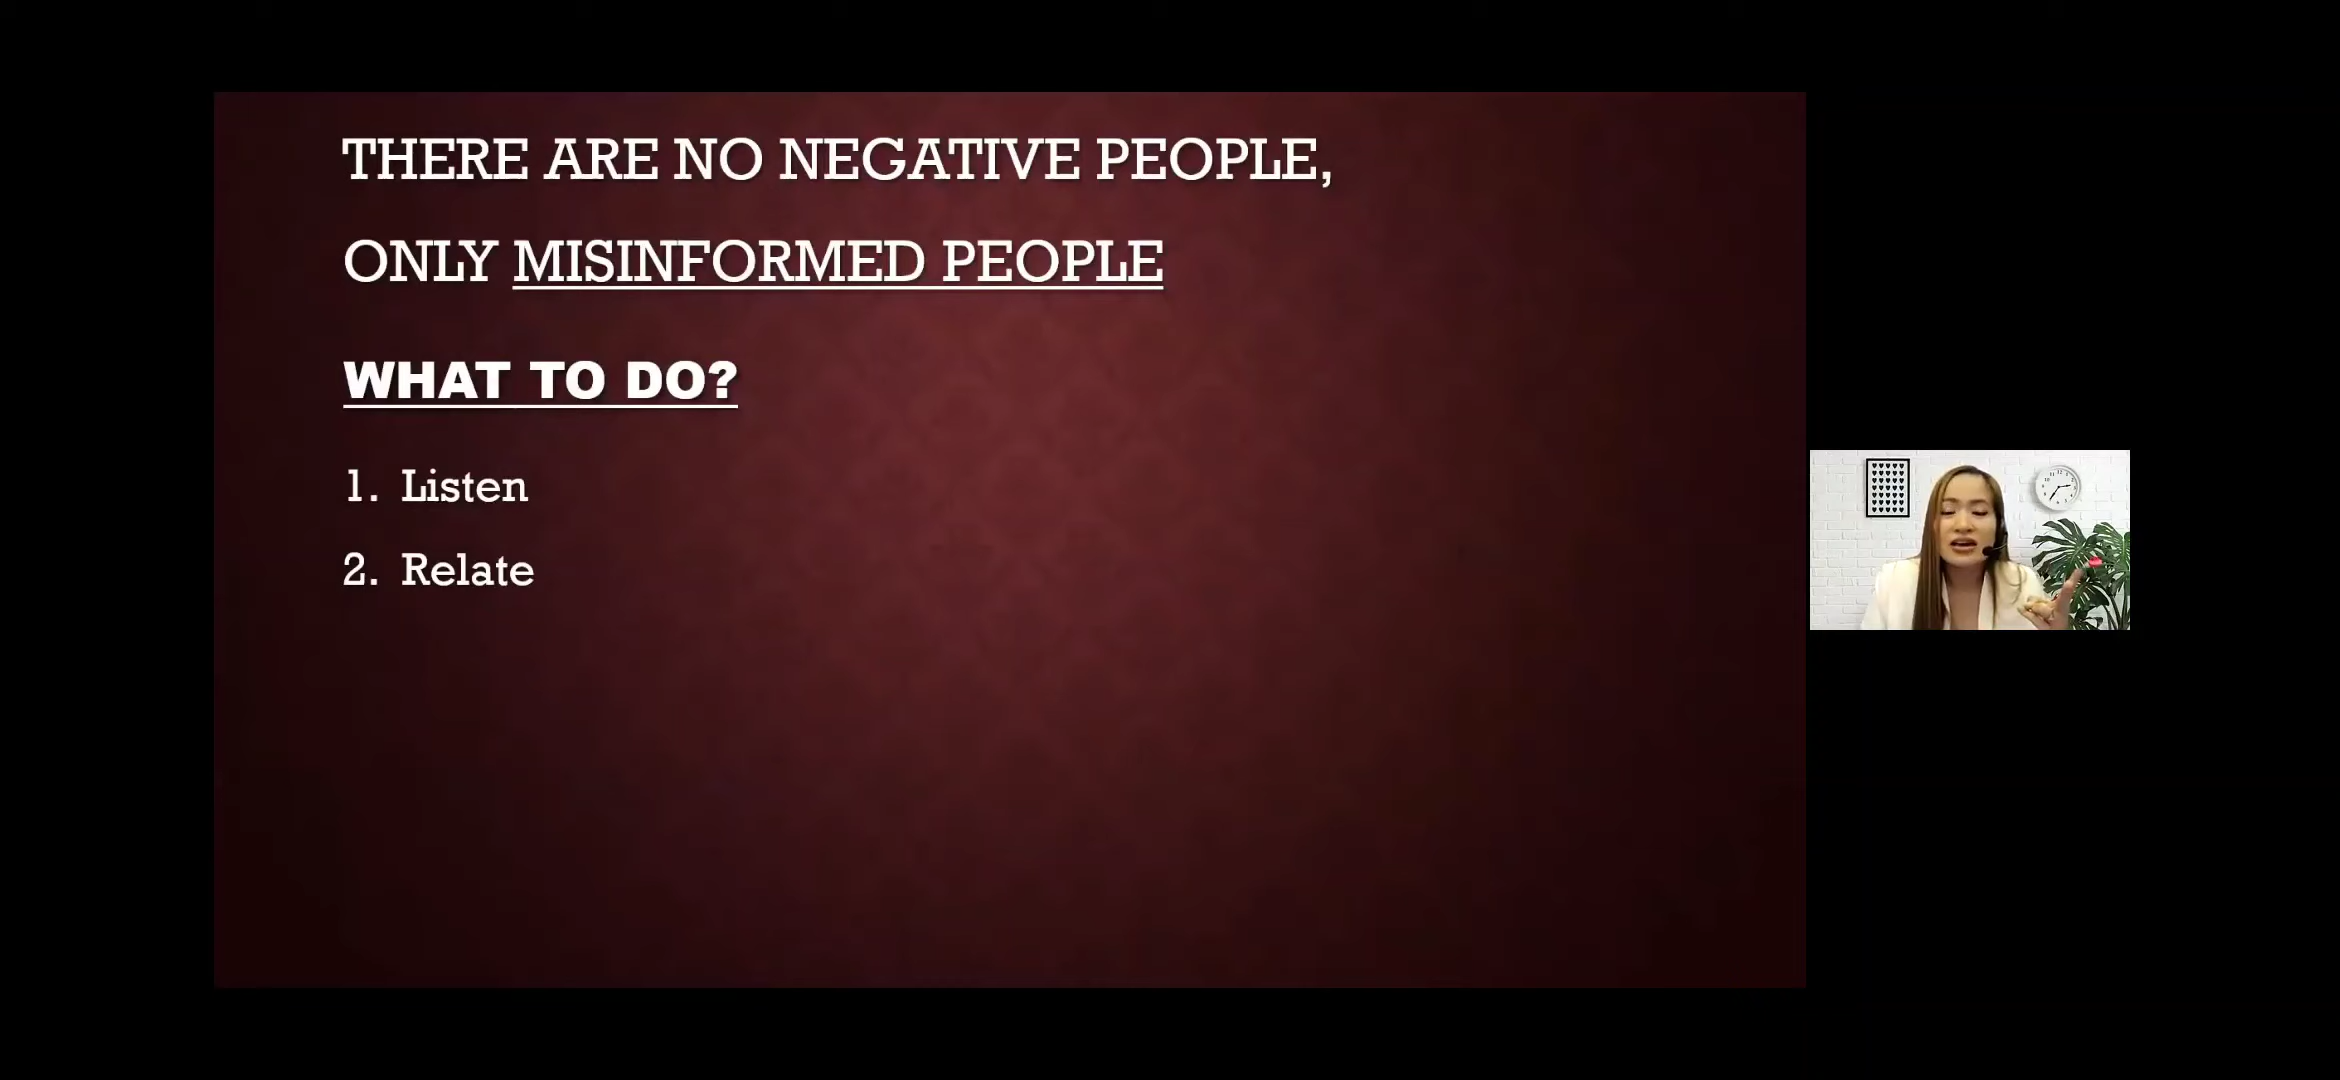 THERE ARE NO NEGATIVE PEOPLE,
ONLY MISINFORMED PEOPLE
WHAT TO DO?
1. Listen
2. Relate